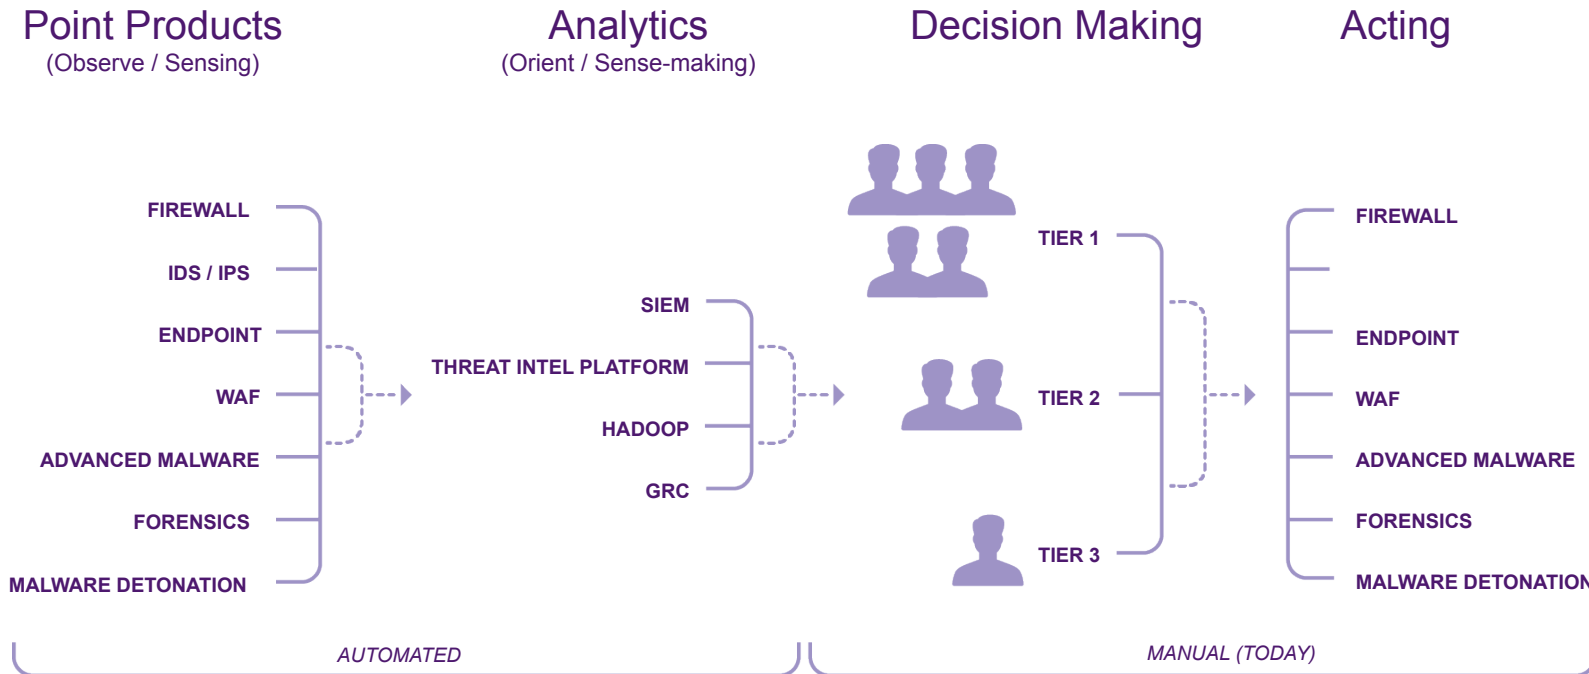 Point Products
(Observe / Sensing)
Analytics
(Orient / Sense-making)
Decision Making
Acting
FIREWALL
IDS / IPS
ENDPOINT
WAF
ADVANCED MALWARE
FORENSICS
MALWARE DETONATION
SIEM
THREAT INTEL PLATFORM
HADOOP
GRC
TIER 1
TIER 2
TIER 3
FIREWALL
ENDPOINT
WAF
ADVANCED MALWARE
FORENSICS
MALWARE DETONATION
AUTOMATED
MANUAL (TODAY)